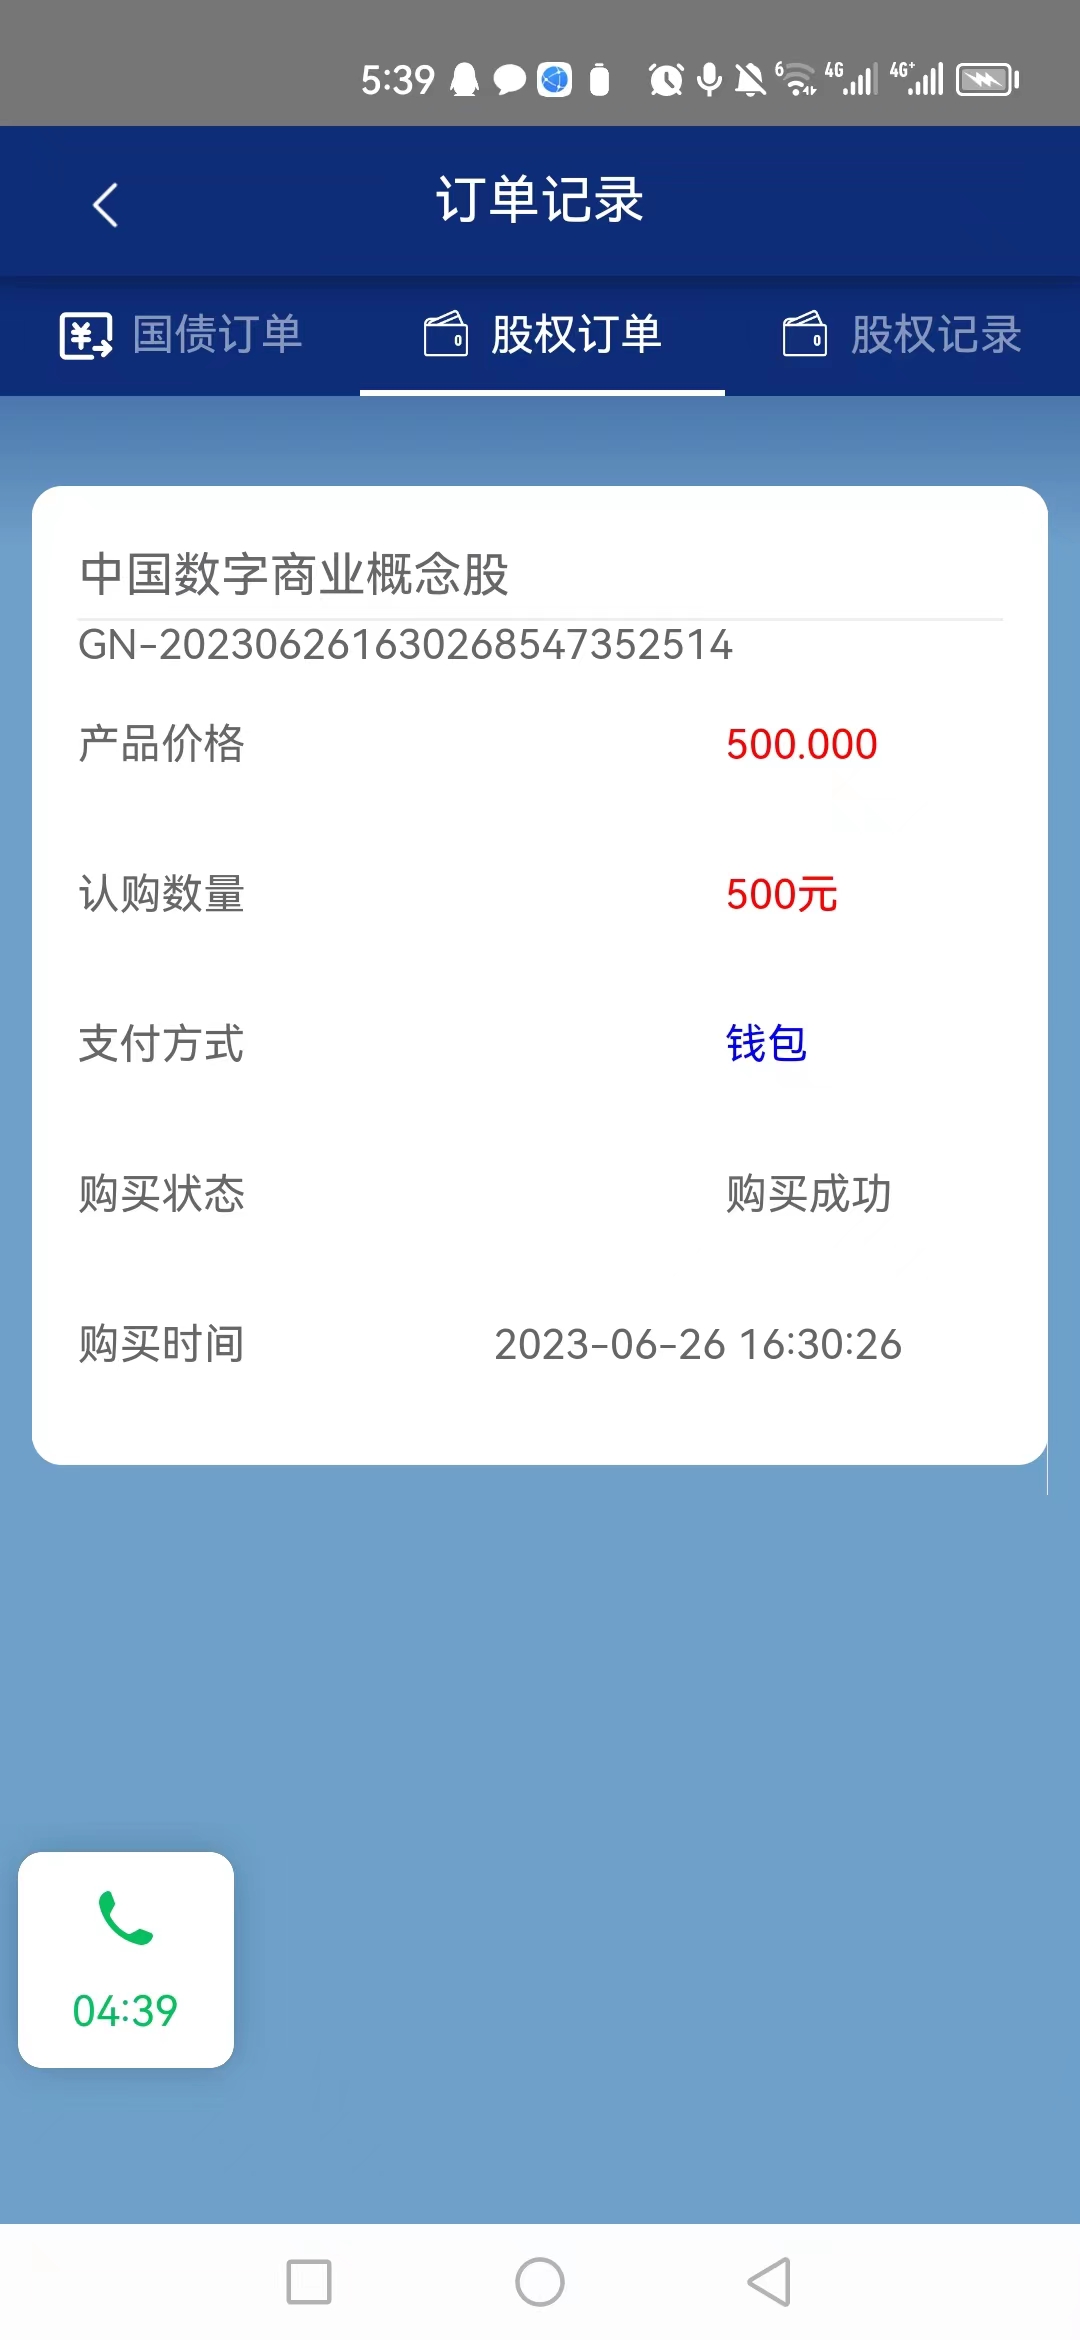 5:39 6 4G 4G+
订单记录
国债订单 股权订单 股权记录
中国数字商业概念股
GN-202306261630268547352514
产品价格 500.000
认购数量 500元
支付方式 钱包
购买状态 购买成功
购买时间 2023-06-26 16:30:26
04:39